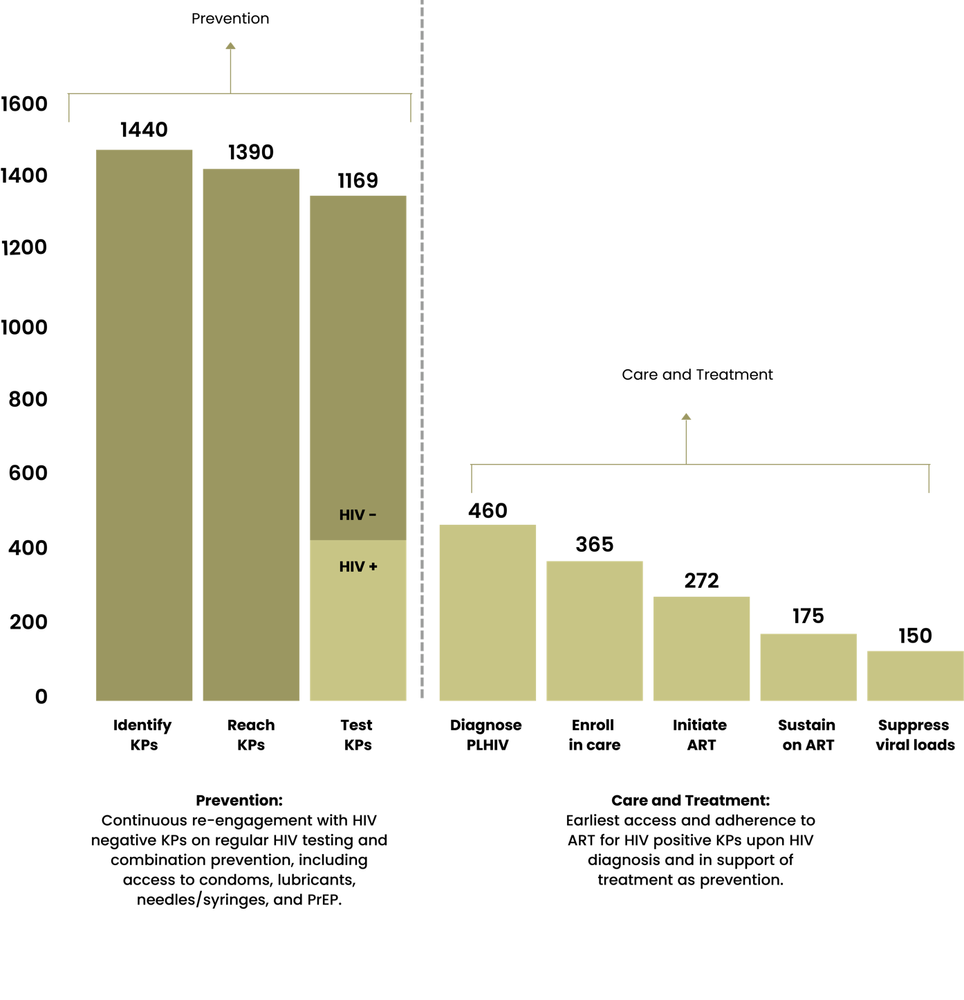 Prevention
1600
1440
1390
1400
1169
1200
1000
Care and Treatment
800
600
HIV -
460
400
365
HIV +
272
200
175
150
0
Identify
KPs
Reach
KPs
Test
KPs
Diagnose
PLHIV
Enroll
in care
Initiate
ART
Sustain
on ART
Suppress
viral loads
Prevention:
Continuous re-engagement with HIV
negative KPs on regular HIV testing and
combination prevention, including
access to condoms, lubricants,
needles/syringes, and PrEP.
Care and Treatment:
Earliest access and adherence to
ART for HIV positive KPs upon HIV
diagnosis and in support of
treatment as prevention.